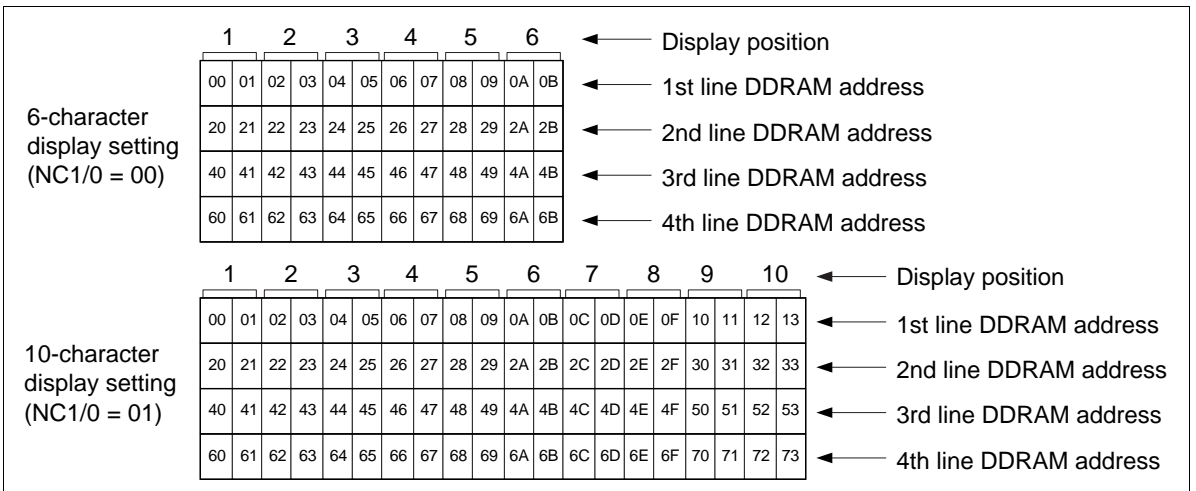 1 2 3 4 5 6 Display position
00 01 02 03 04 05 06 07 08 09 0A 0B 1st line DDRAM address
6-character
display setting
(NC1/0 = 00)
20 21 22 23 24 25 26 27 28 29 2A 2B 2nd line DDRAM address
40 41 42 43 44 45 46 47 48 49 4A 4B 3rd line DDRAM address
60 61 62 63 64 65 66 67 68 69 6A 6B 4th line DDRAM address
1 2 3 4 5 6 7 8 9 10 Display position
00 01 02 03 04 05 06 07 08 09 0A 0B 0C 0D 0E 0F 10 11 12 13 1st line DDRAM address
10-character
display setting
(NC1/0 = 01)
20 21 22 23 24 25 26 27 28 29 2A 2B 2C 2D 2E 2F 30 31 32 33 2nd line DDRAM address
40 41 42 43 44 45 46 47 48 49 4A 4B 4C 4D 4E 4F 50 51 52 53 3rd line DDRAM address
60 61 62 63 64 65 66 67 68 69 6A 6B 6C 6D 6E 6F 70 71 72 73 4th line DDRAM address